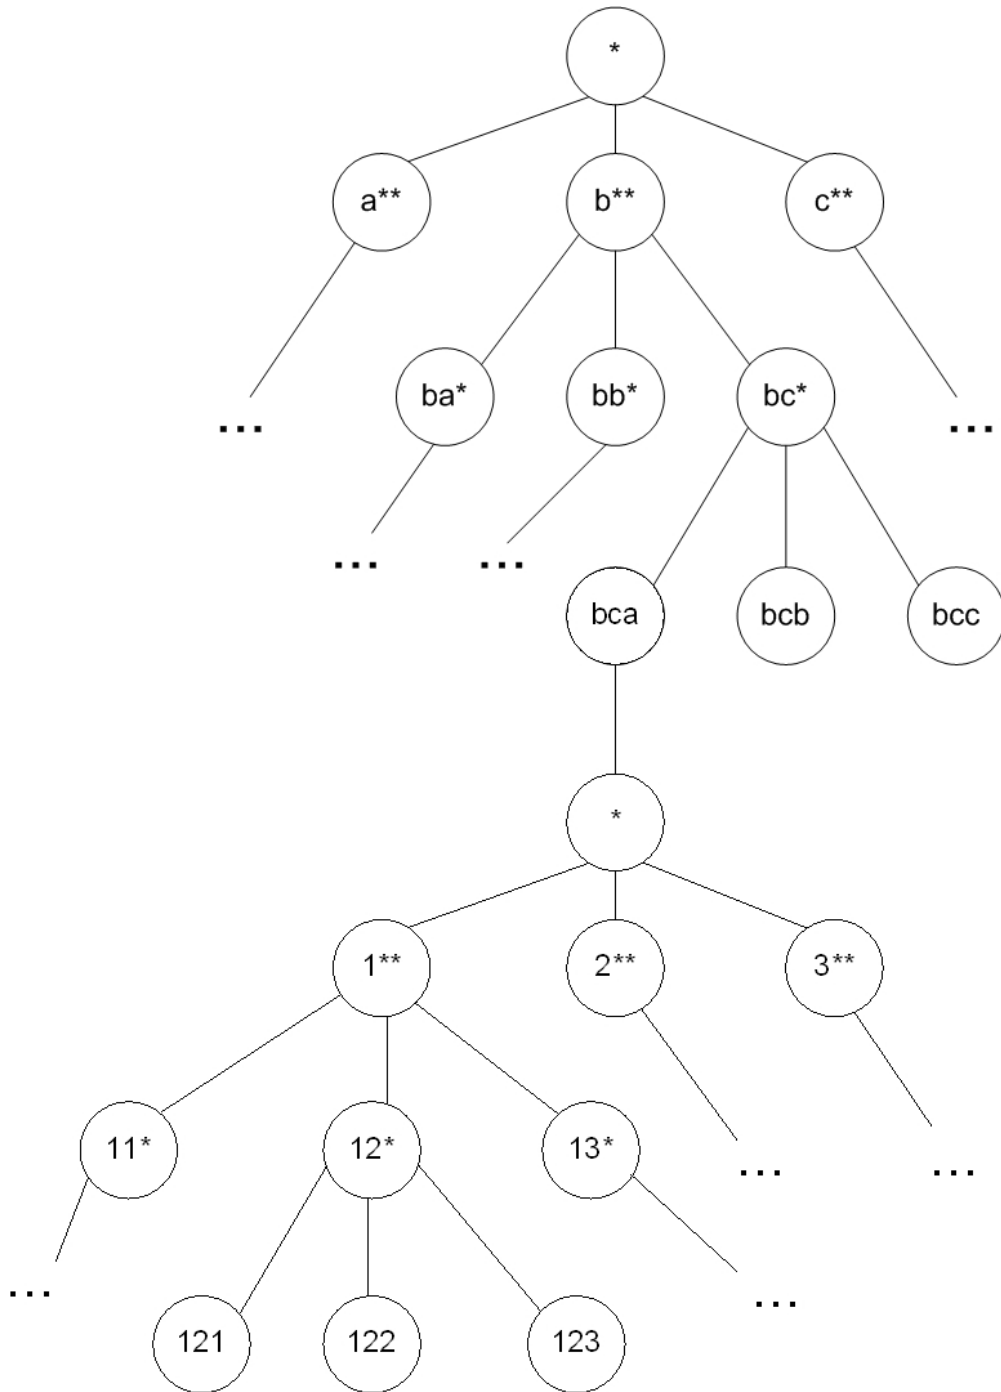 *
a** b** c**
ba* bb* bc*
... ...
... ...
bca bcb bcc
*
1** 2** 3**
11* 12* 13*
... ...
... ...
121 122 123